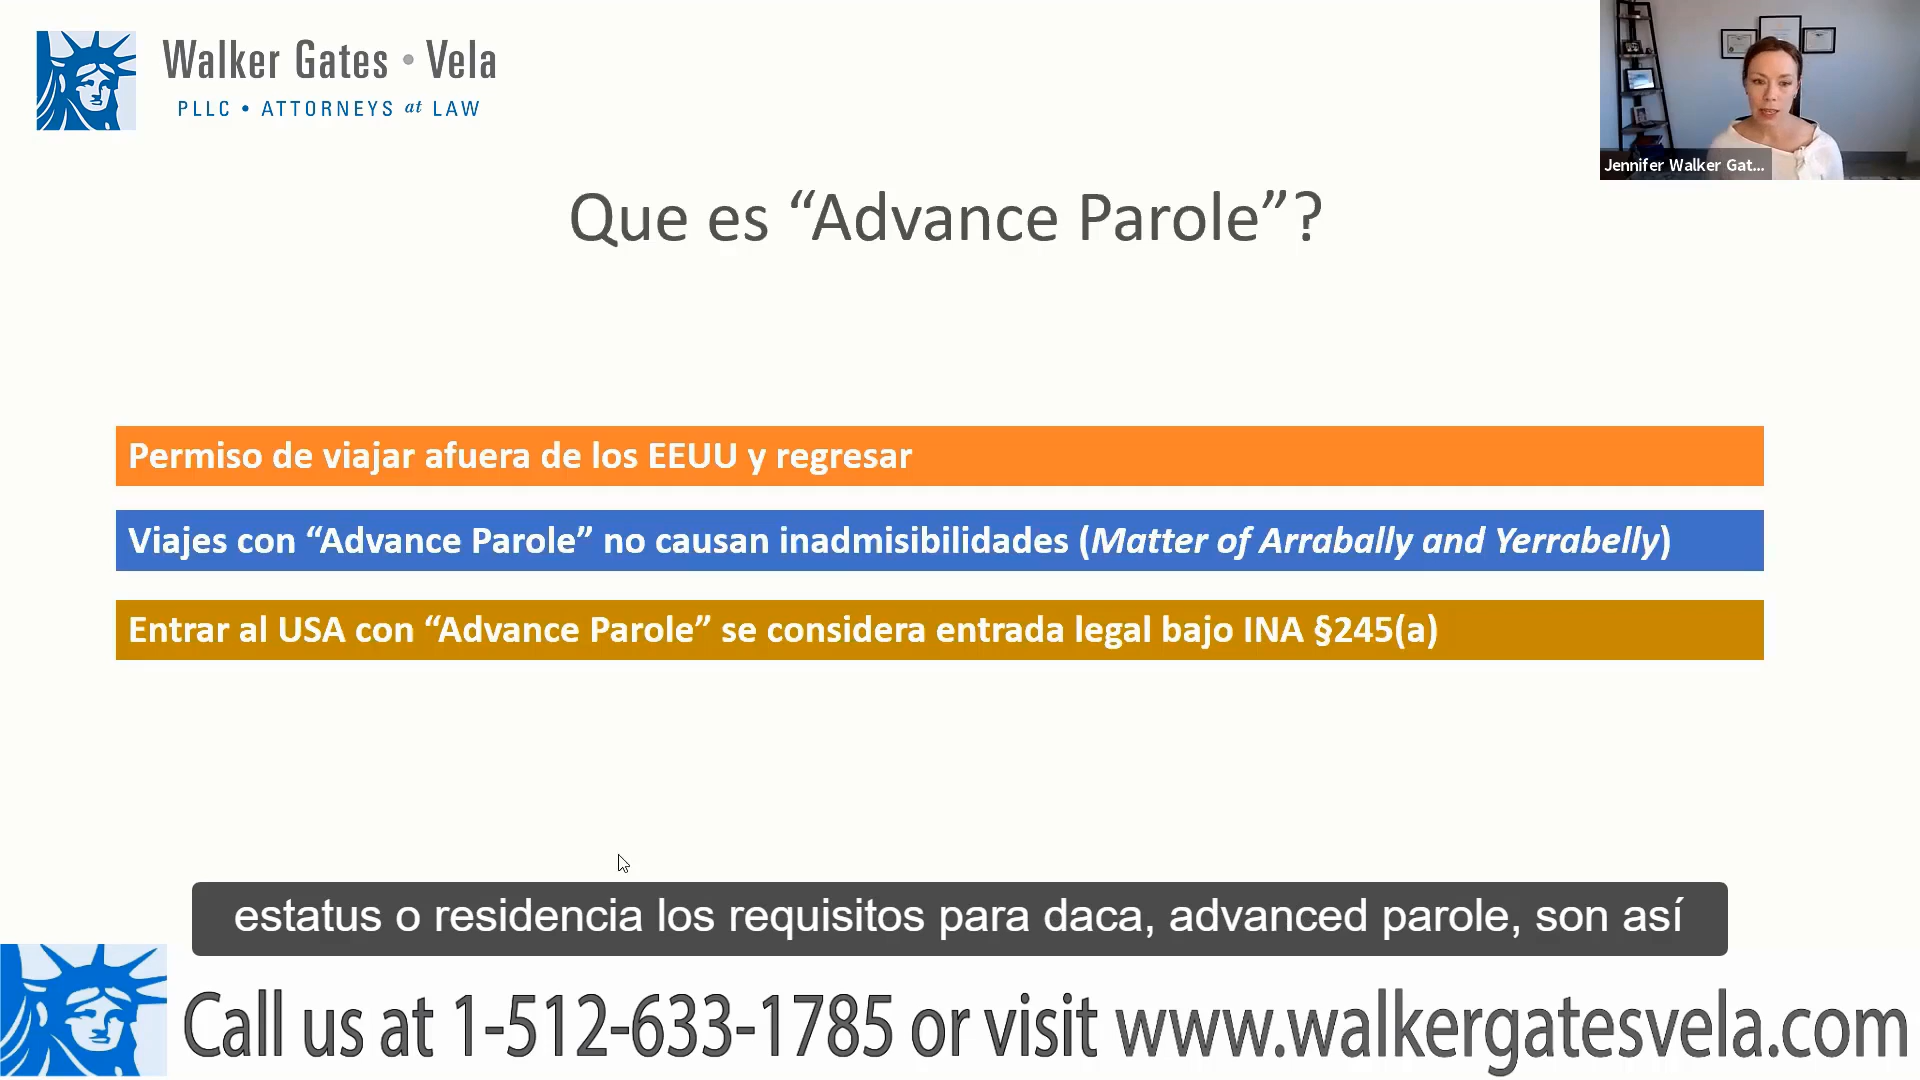 Walker Gates • Vela
PLLC • ATTORNEYS at LAW
Jennifer Walker Gat...
Que es “Advance Parole”?
Permiso de viajar afuera de los EEUU y regresar
Viajes con “Advance Parole” no causan inadmisibilidades (Matter of Arrabally and Yerrabelly)
Entrar al USA con “Advance Parole” se considera entrada legal bajo INA §245(a)
estatus o residencia los requisitos para daca, advanced parole, son así
Call us at 1-512-633-1785 or visit www.walkergatesvela.com